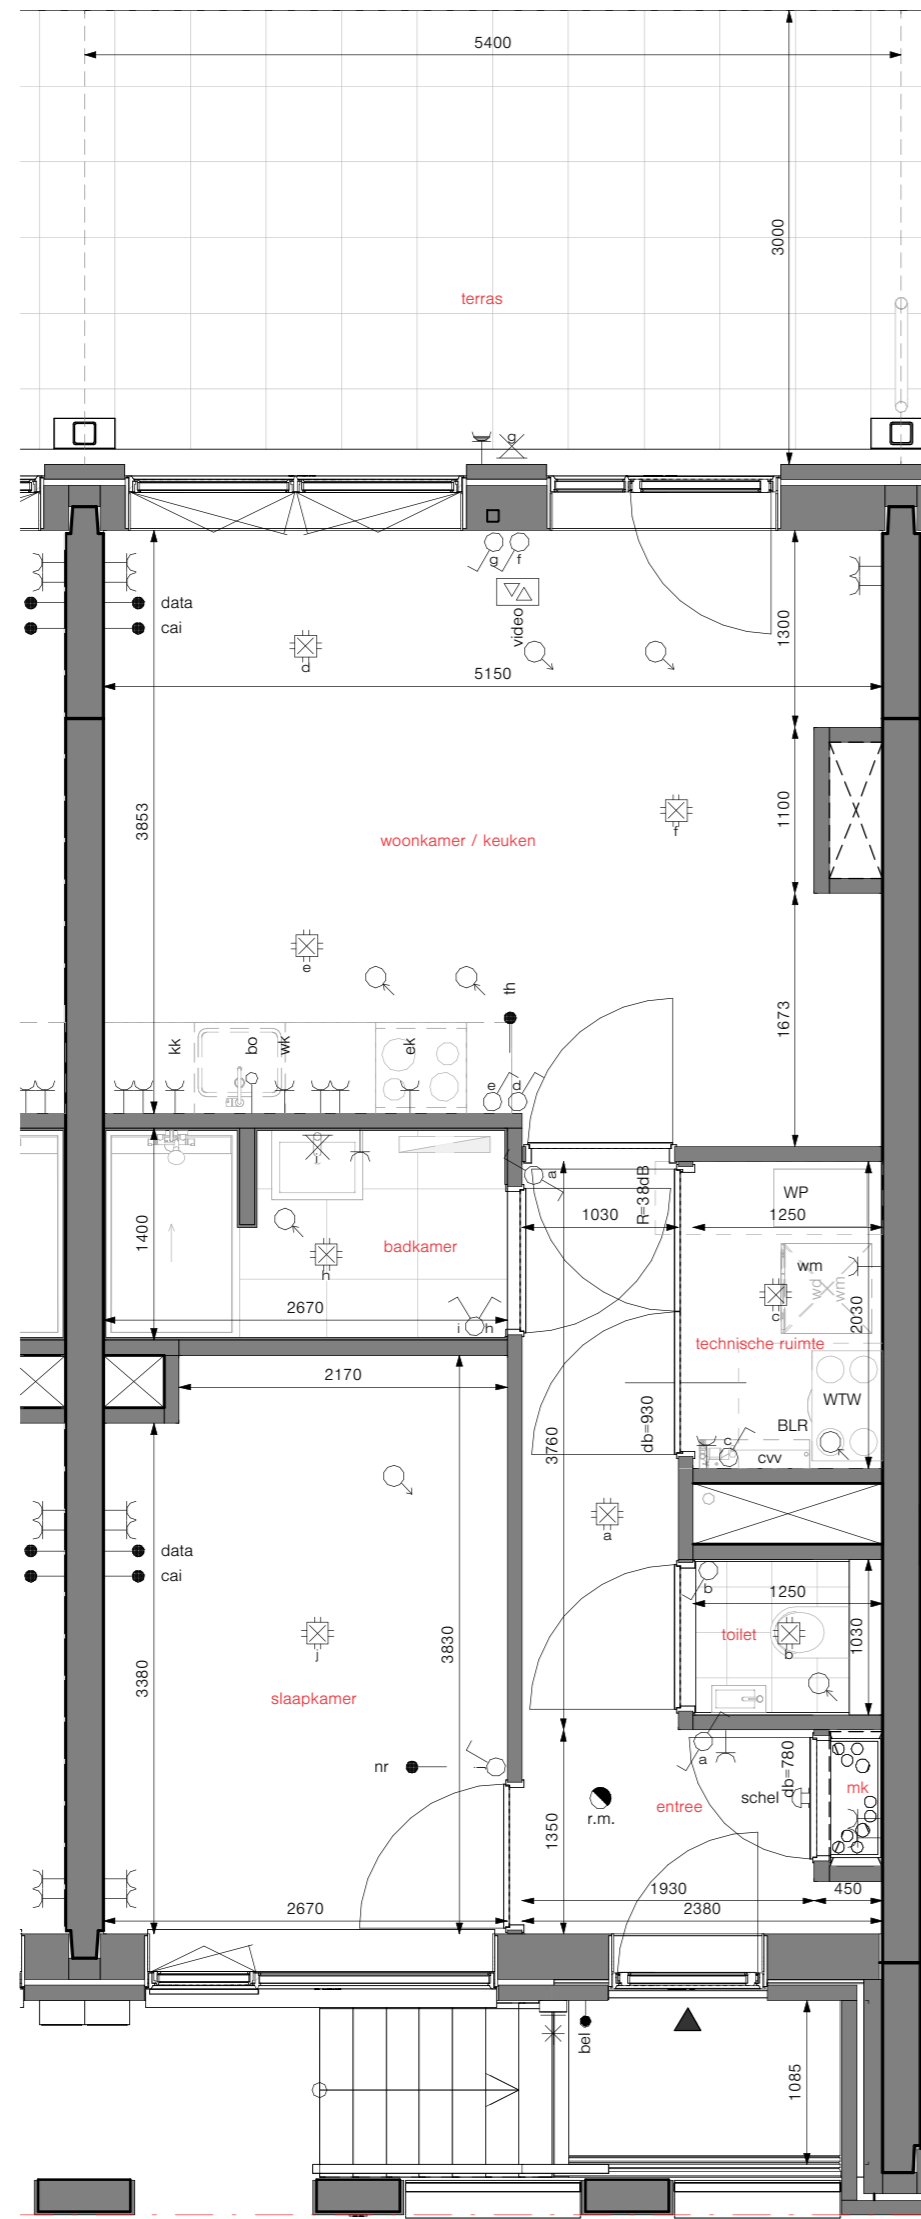 5400
3000
terras
g
g f
video
data
cai
d
1300
5150
3853
1100
woonkamer / keuken
f
e
1673
th
kk
bo
wk
ek
e d
a
R=38dB
WP
1400
1030
1250
badkamer
h
wm
wd
wm
c
2030
2670
i h
technische ruimte
2170
WTW
3760
db=930
BLR
c
cvv
a
data
cai
b
1250
3830
toilet
b
1030
j
3380
slaapkamer
a
nr
db=780
mk
schel
1350
r.m.
entree
1930
450
2670
2380
bel
1085